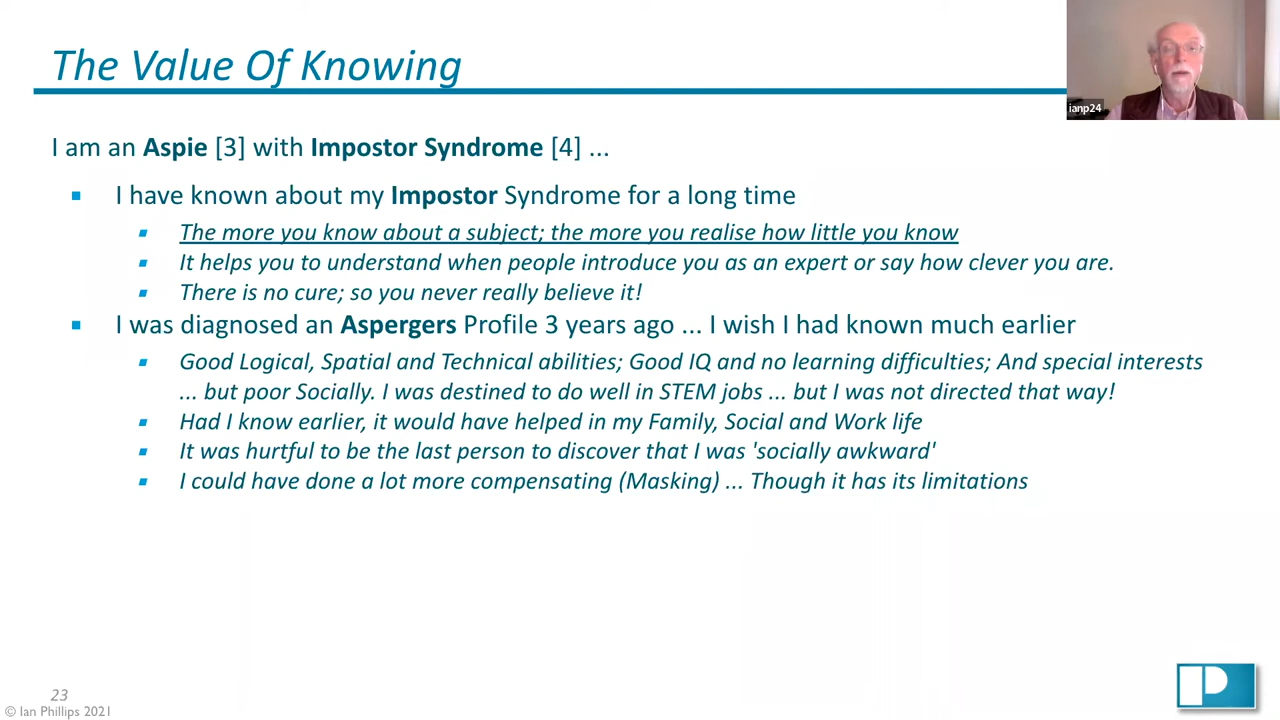 The Value Of Knowing
ianp24
I am an Aspie [3] with Impostor Syndrome [4] ...
I have known about my Impostor Syndrome for a long time
The more you know about a subject; the more you realise how little you know
It helps you to understand when people introduce you as an expert or say how clever you are.
There is no cure; so you never really believe it!
I was diagnosed an Aspergers Profile 3 years ago ... I wish I had known much earlier
Good Logical, Spatial and Technical abilities; Good IQ and no learning difficulties; And special interests
... but poor Socially. I was destined to do well in STEM jobs ... but I was not directed that way!
Had I know earlier, it would have helped in my Family, Social and Work life
It was hurtful to be the last person to discover that I was 'socially awkward'
I could have done a lot more compensating (Masking) ... Though it has its limitations
23
© Ian Phillips 2021
P